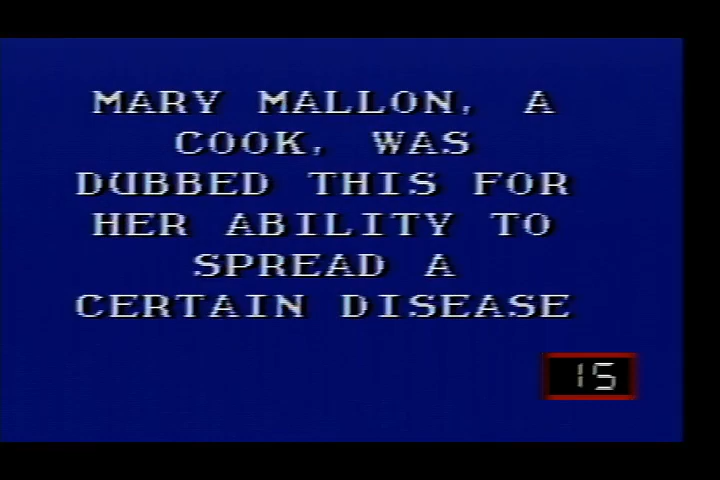 MARY MALLON, A
COOK, WAS
DUBBED THIS FOR
HER ABILITY TO
SPREAD A
CERTAIN DISEASE
15